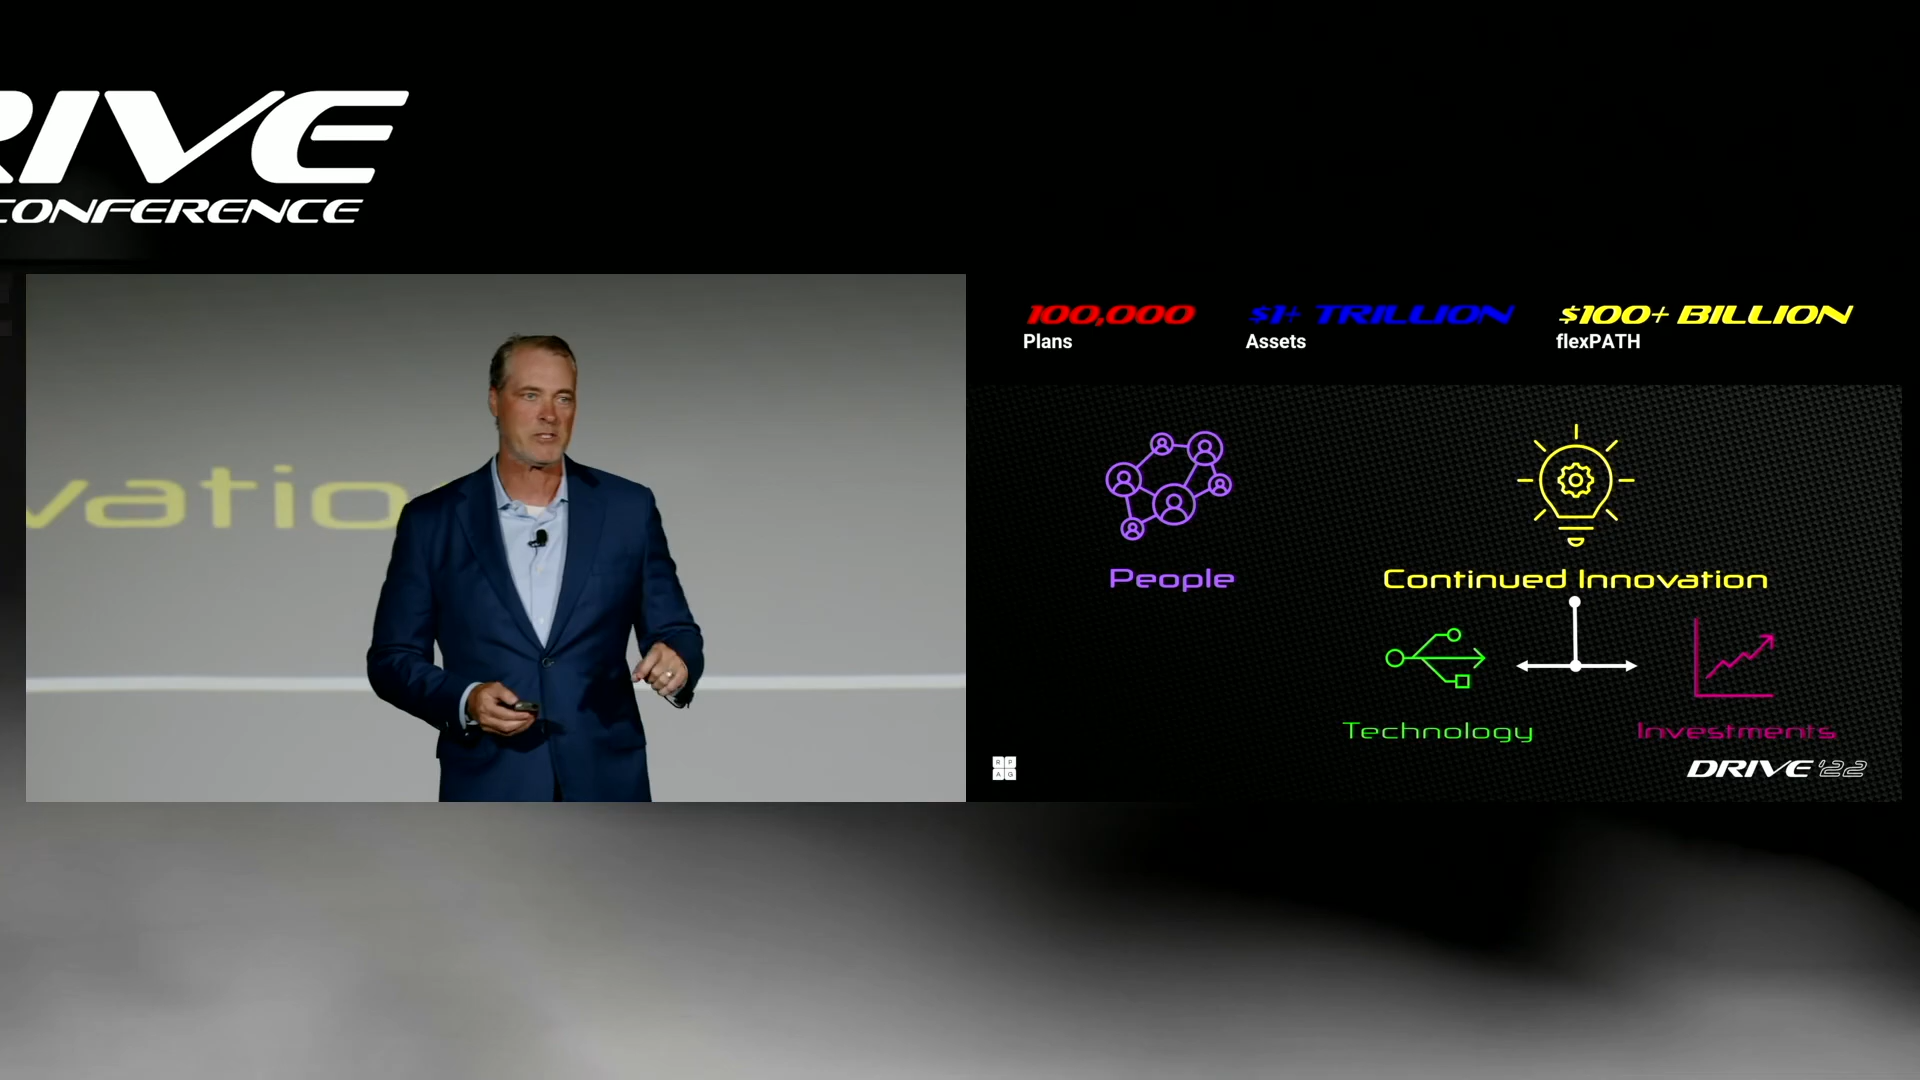 RIVE
CONFERENCE
vatio
100,000
$1+ TRILLION
$100+ BILLION
Plans
Assets
flexPATH
People
Continued Innovation
Technology
Investments
R P
A G
DRIVE '22